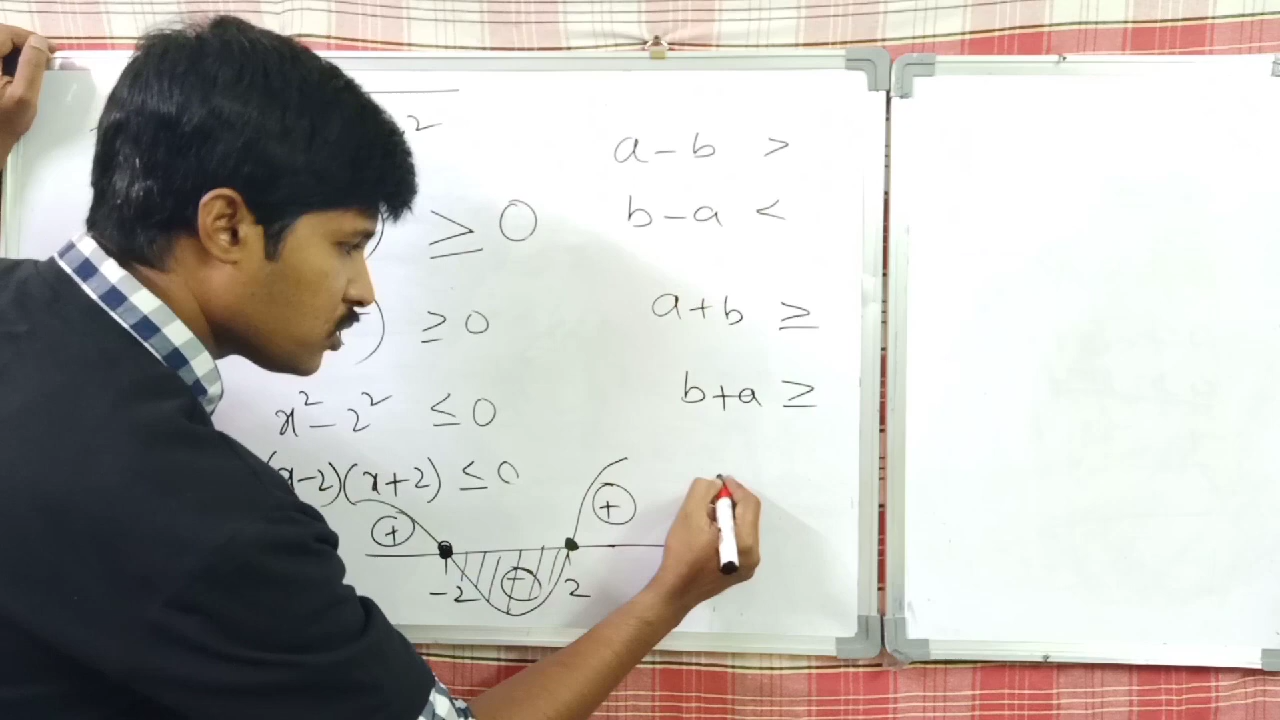 2
) ≥ 0
) ≥ 0
x² - 2² ≤ 0
(x-2)(x+2) ≤ 0
+ +
-
-2 2
a - b >
b - a <
a + b ≥
b + a ≥